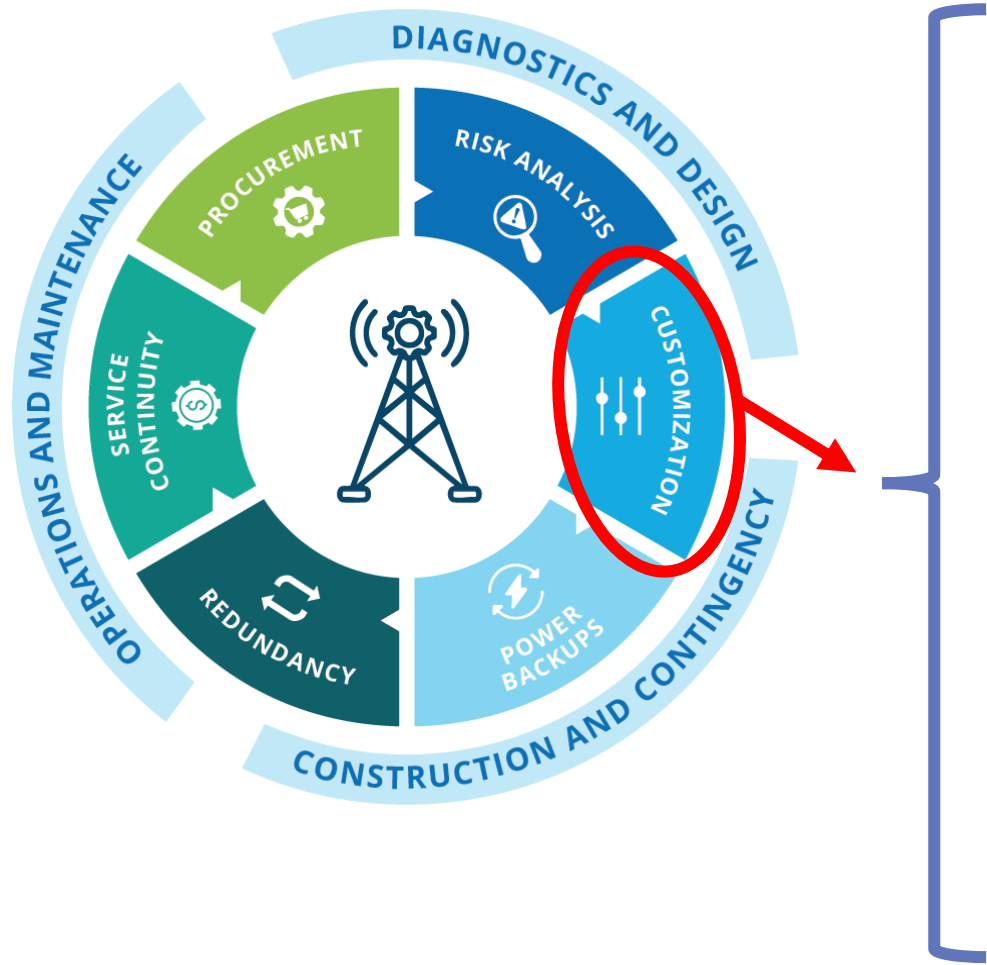 DIAGNOSTICS AND DESIGN
RISK ANALYSIS
CUSTOMIZATION
CONSTRUCTION AND CONTINGENCY
POWER
BACKUPS
REDUNDANCY
OPERATIONS AND MAINTENANCE
SERVICE
CONTINUITY
$
PROCUREMENT